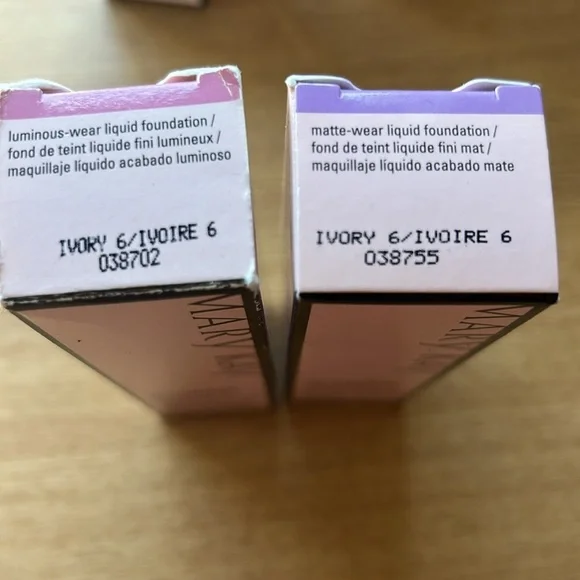 luminous-wear liquid foundation /
fond de teint liquide fini lumineux /
maquillaje líquido acabado luminoso
IVORY 6/IVOIRE 6
038702
MARY
matte-wear liquid foundation /
fond de teint liquide fini mat /
maquillaje líquido acabado mate
IVORY 6/IVOIRE 6
038755
MARY